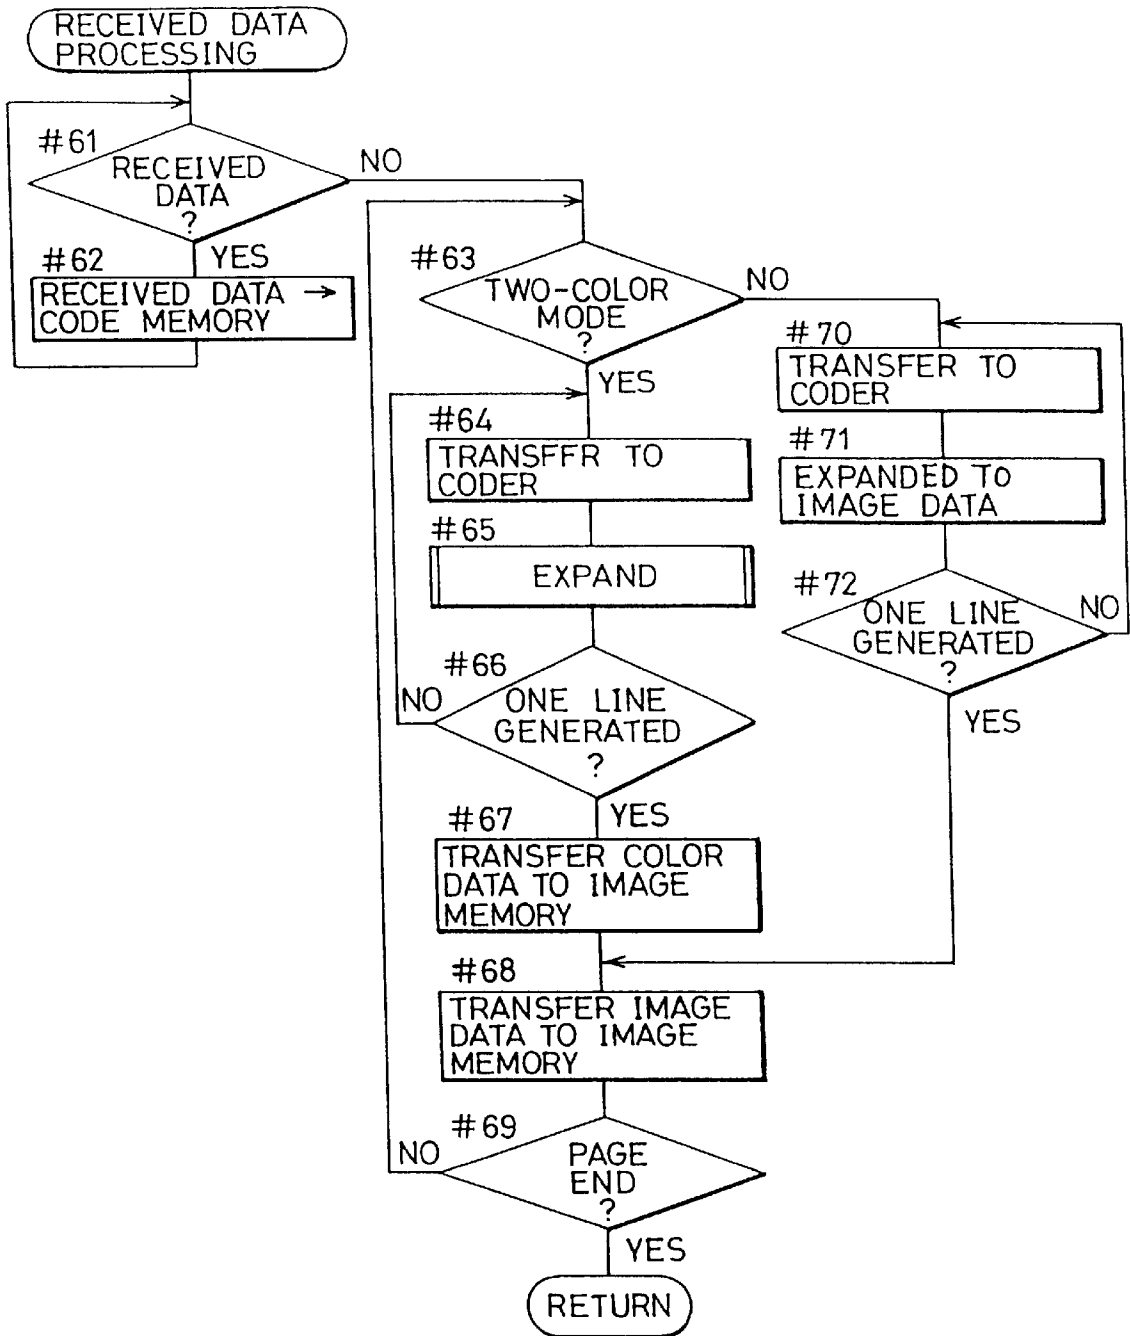 RECEIVED DATA
PROCESSING
#61
RECEIVED
DATA
?
NO
YES
#62
RECEIVED DATA →
CODE MEMORY
#63
TWO-COLOR
MODE
?
NO
YES
#64
TRANSFFR TO
CODER
#65
EXPAND
#66
ONE LINE
GENERATED
?
NO
YES
#67
TRANSFER COLOR
DATA TO IMAGE
MEMORY
#68
TRANSFER IMAGE
DATA TO IMAGE
MEMORY
#69
PAGE
END
?
NO
YES
RETURN
#70
TRANSFER TO
CODER
#71
EXPANDED TO
IMAGE DATA
#72
ONE LINE
GENERATED
?
NO
YES